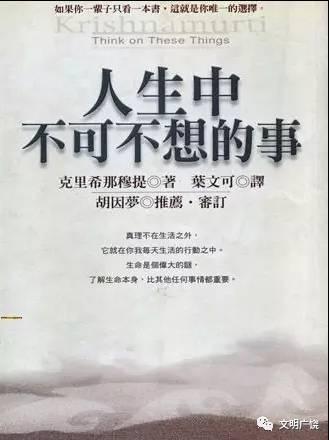 如果你一輩子只看一本書，這就是你唯一的選擇。
Krishnamurti
Think on These Things
人生中
不可不想的事
克里希那穆提◎著 葉文可◎譯
胡因夢◎推薦・審訂
真理不在生活之外，
它就在你我每天生活的行動之中。
生命是個偉大的謎，
了解生命本身，比其他任何事情都重要。
文明广饶